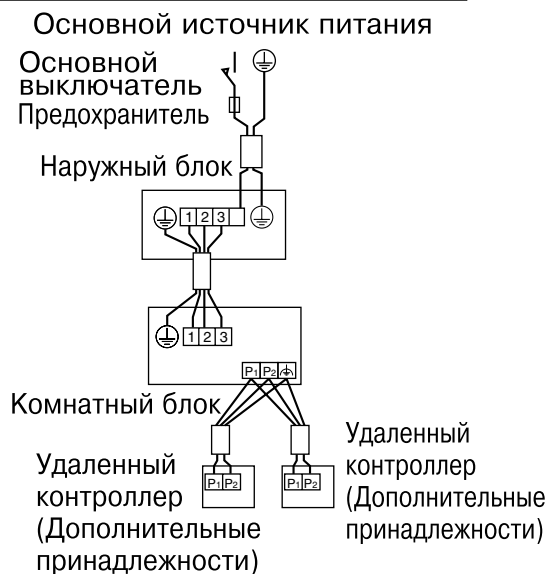 Основной источник питания
Основной
выключатель
Предохранитель
Наружный блок
1 2 3
1 2 3
P1 P2
Комнатный блок
P1 P2
P1 P2
Удаленный
контроллер
(Дополнительные
принадлежности)
Удаленный
контроллер
(Дополнительные
принадлежности)